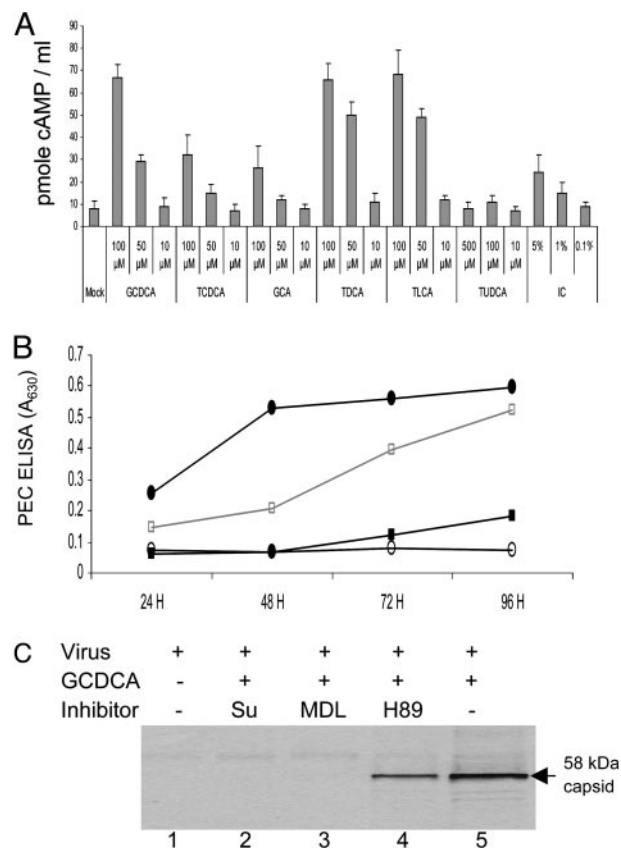 A
pmole cAMP / ml
90
80
70
60
50
40
30
20
10
0
100 µM 50 µM 10 µM 100 µM 50 µM 10 µM 100 µM 50 µM 10 µM 100 µM 50 µM 10 µM 100 µM 50 µM 10 µM 500 µM 100 µM 10 µM 5% 1% 0.1%
Mock GCDCA TCDCA GCA TDCA TLCA TUDCA IC
B
PEC ELISA (A630)
0.7
0.6
0.5
0.4
0.3
0.2
0.1
0
24 H 48 H 72 H 96 H
C
Virus + + + + +
GCDCA - + + + +
Inhibitor - Su MDL H89 -
58 kDa
capsid
1 2 3 4 5